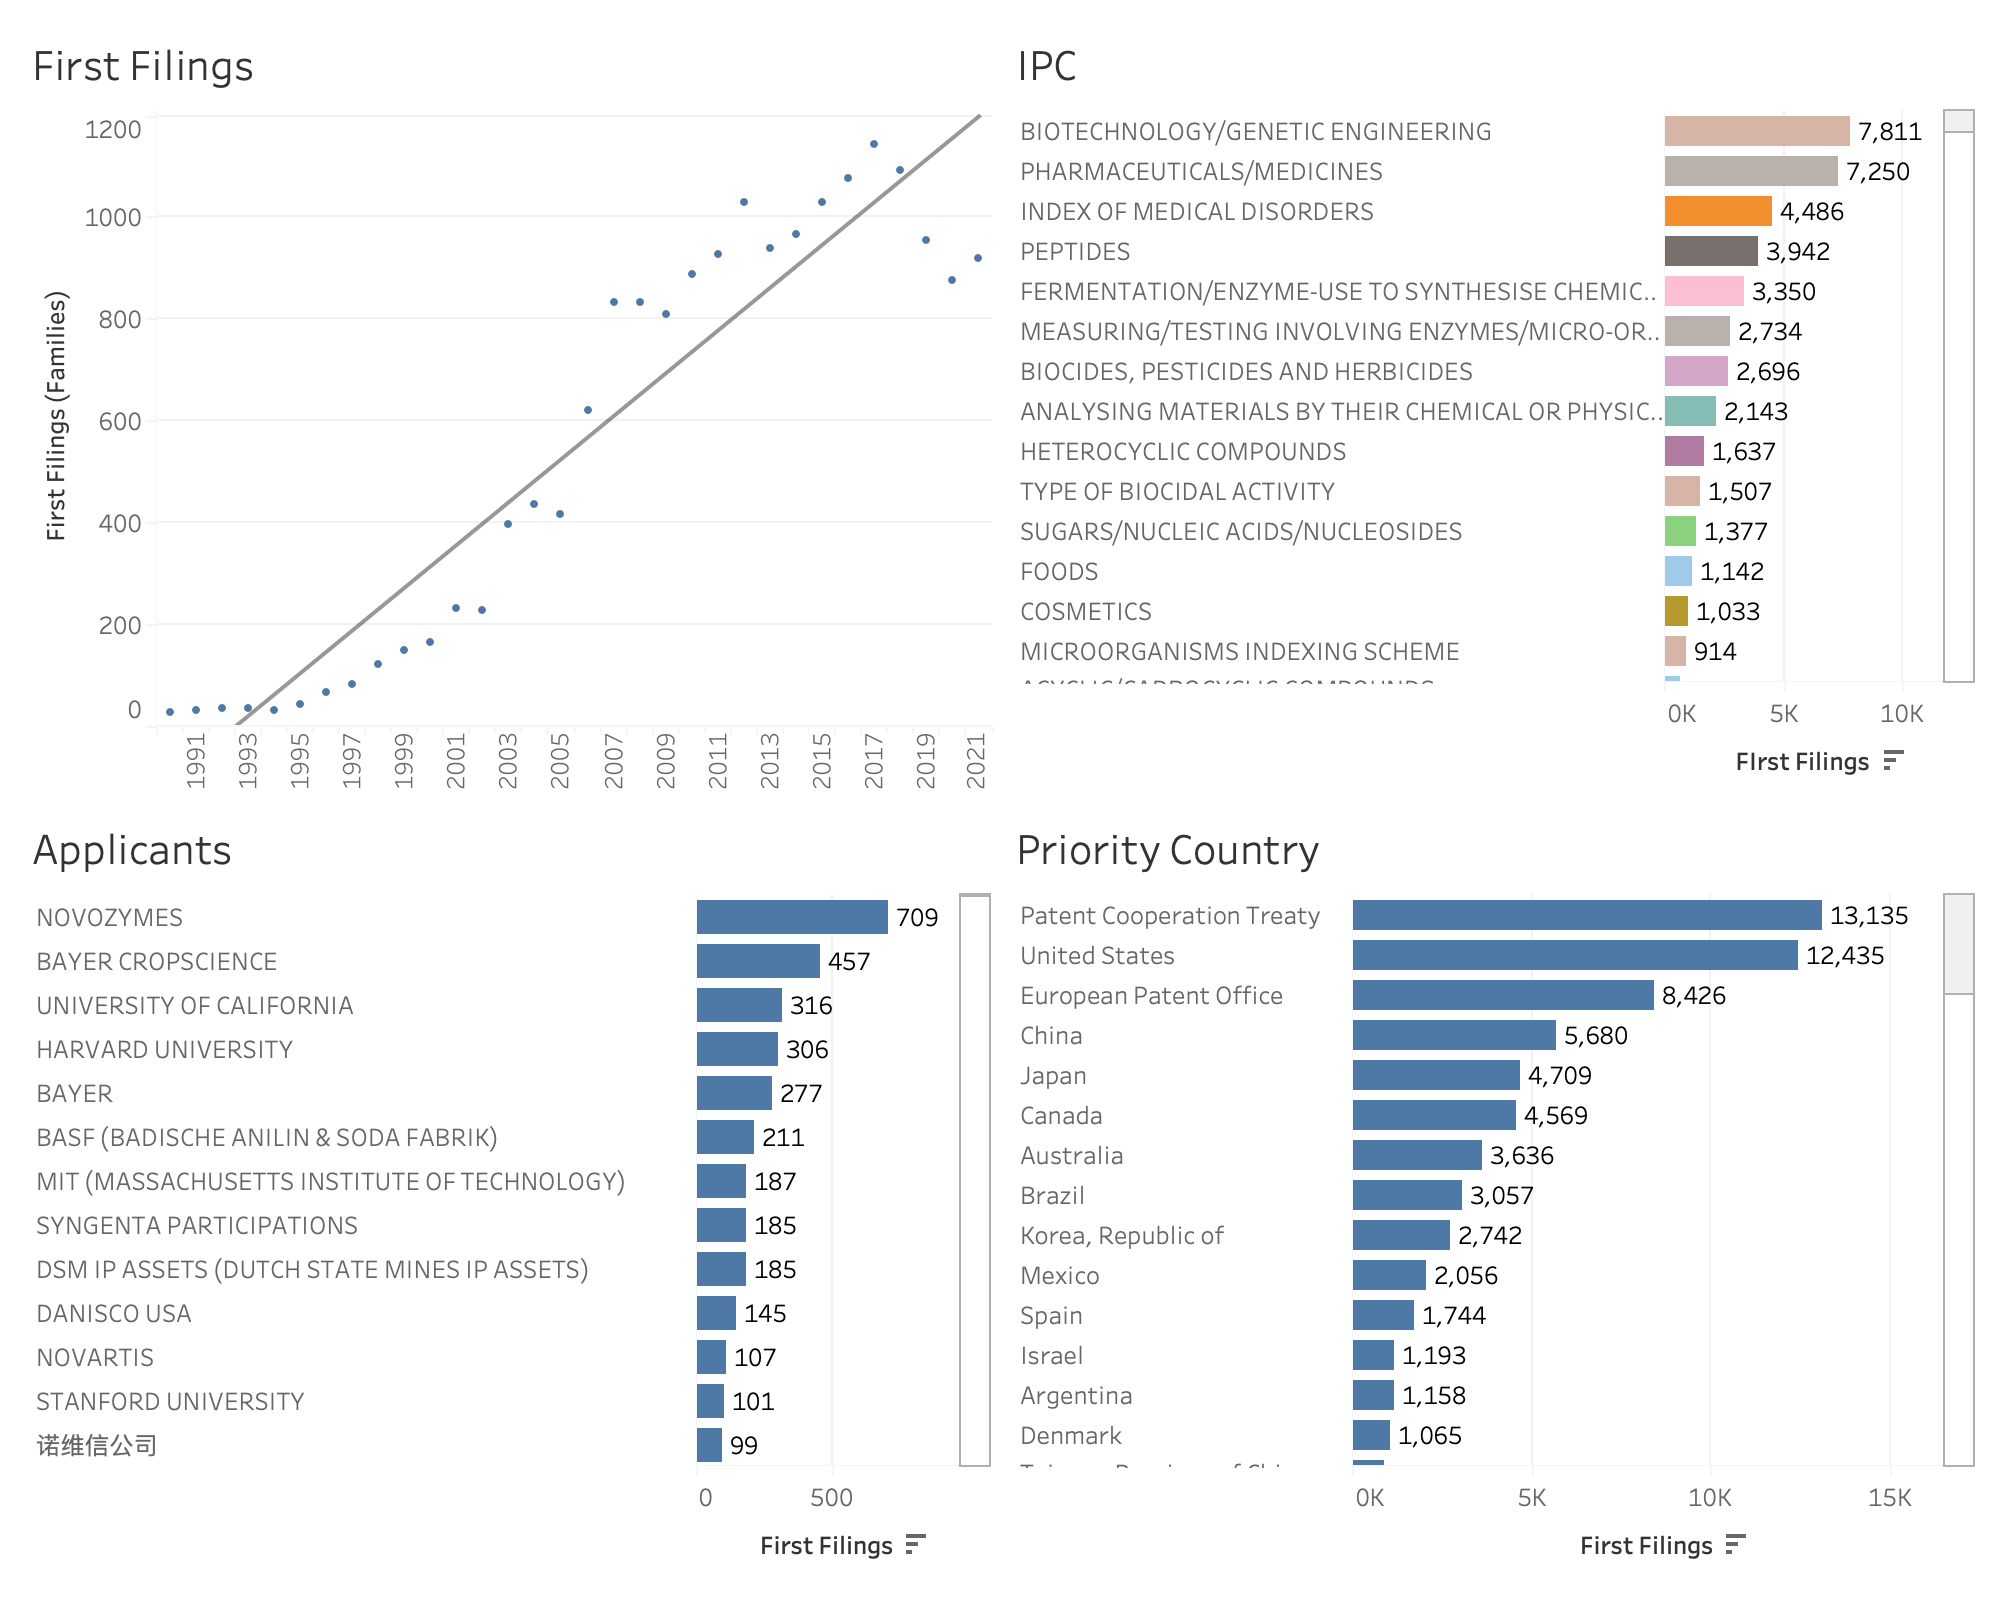 First Filings
First Filings (Families)
1200
1000
800
600
400
200
0
1991
1993
1995
1997
1999
2001
2003
2005
2007
2009
2011
2013
2015
2017
2019
2021
IPC
BIOTECHNOLOGY/GENETIC ENGINEERING 7,811
PHARMACEUTICALS/MEDICINES 7,250
INDEX OF MEDICAL DISORDERS 4,486
PEPTIDES 3,942
FERMENTATION/ENZYME-USE TO SYNTHESISE CHEMIC.. 3,350
MEASURING/TESTING INVOLVING ENZYMES/MICRO-OR.. 2,734
BIOCIDES, PESTICIDES AND HERBICIDES 2,696
ANALYSING MATERIALS BY THEIR CHEMICAL OR PHYSIC.. 2,143
HETEROCYCLIC COMPOUNDS 1,637
TYPE OF BIOCIDAL ACTIVITY 1,507
SUGARS/NUCLEIC ACIDS/NUCLEOSIDES 1,377
FOODS 1,142
COSMETICS 1,033
MICROORGANISMS INDEXING SCHEME 914
0K 5K 10K
FIrst Filings
Applicants
NOVOZYMES 709
BAYER CROPSCIENCE 457
UNIVERSITY OF CALIFORNIA 316
HARVARD UNIVERSITY 306
BAYER 277
BASF (BADISCHE ANILIN & SODA FABRIK) 211
MIT (MASSACHUSETTS INSTITUTE OF TECHNOLOGY) 187
SYNGENTA PARTICIPATIONS 185
DSM IP ASSETS (DUTCH STATE MINES IP ASSETS) 185
DANISCO USA 145
NOVARTIS 107
STANFORD UNIVERSITY 101
诺维信公司 99
0 500
First Filings
Priority Country
Patent Cooperation Treaty 13,135
United States 12,435
European Patent Office 8,426
China 5,680
Japan 4,709
Canada 4,569
Australia 3,636
Brazil 3,057
Korea, Republic of 2,742
Mexico 2,056
Spain 1,744
Israel 1,193
Argentina 1,158
Denmark 1,065
0K 5K 10K 15K
First Filings